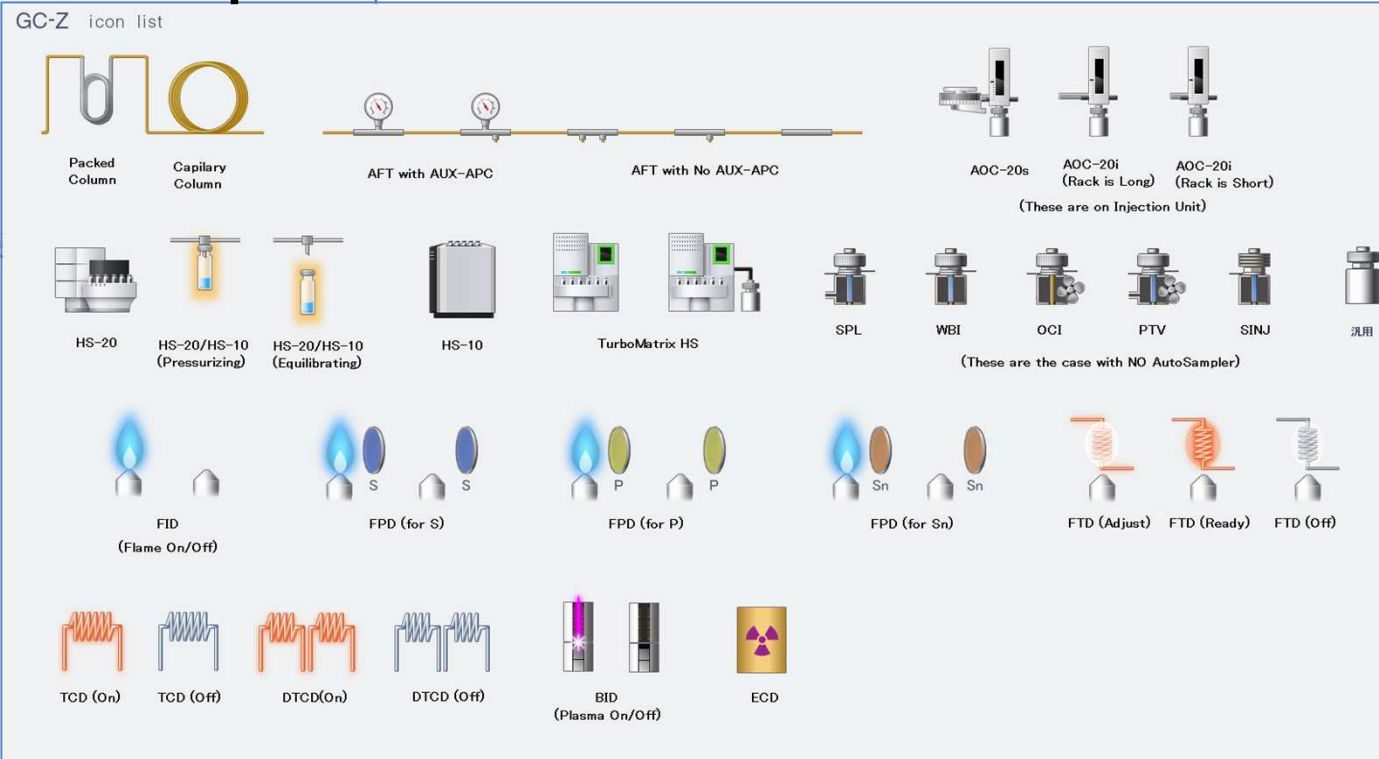 GC-Z icon list
Packed
Column
Capilary
Column
AFT with AUX-APC
AFT with No AUX-APC
AOC-20s
AOC-20i
(Rack is Long)
AOC-20i
(Rack is Short)
(These are on Injection Unit)
HS-20
HS-20/HS-10
(Pressurizing)
HS-20/HS-10
(Equilibrating)
HS-10
TurboMatrix HS
SPL
WBI
OCI
PTV
SINJ
汎用
(These are the case with NO AutoSampler)
S
S
P
P
Sn
Sn
FID
(Flame On/Off)
FPD (for S)
FPD (for P)
FPD (for Sn)
FTD (Adjust)
FTD (Ready)
FTD (Off)
TCD (On)
TCD (Off)
DTCD(On)
DTCD (Off)
BID
(Plasma On/Off)
ECD